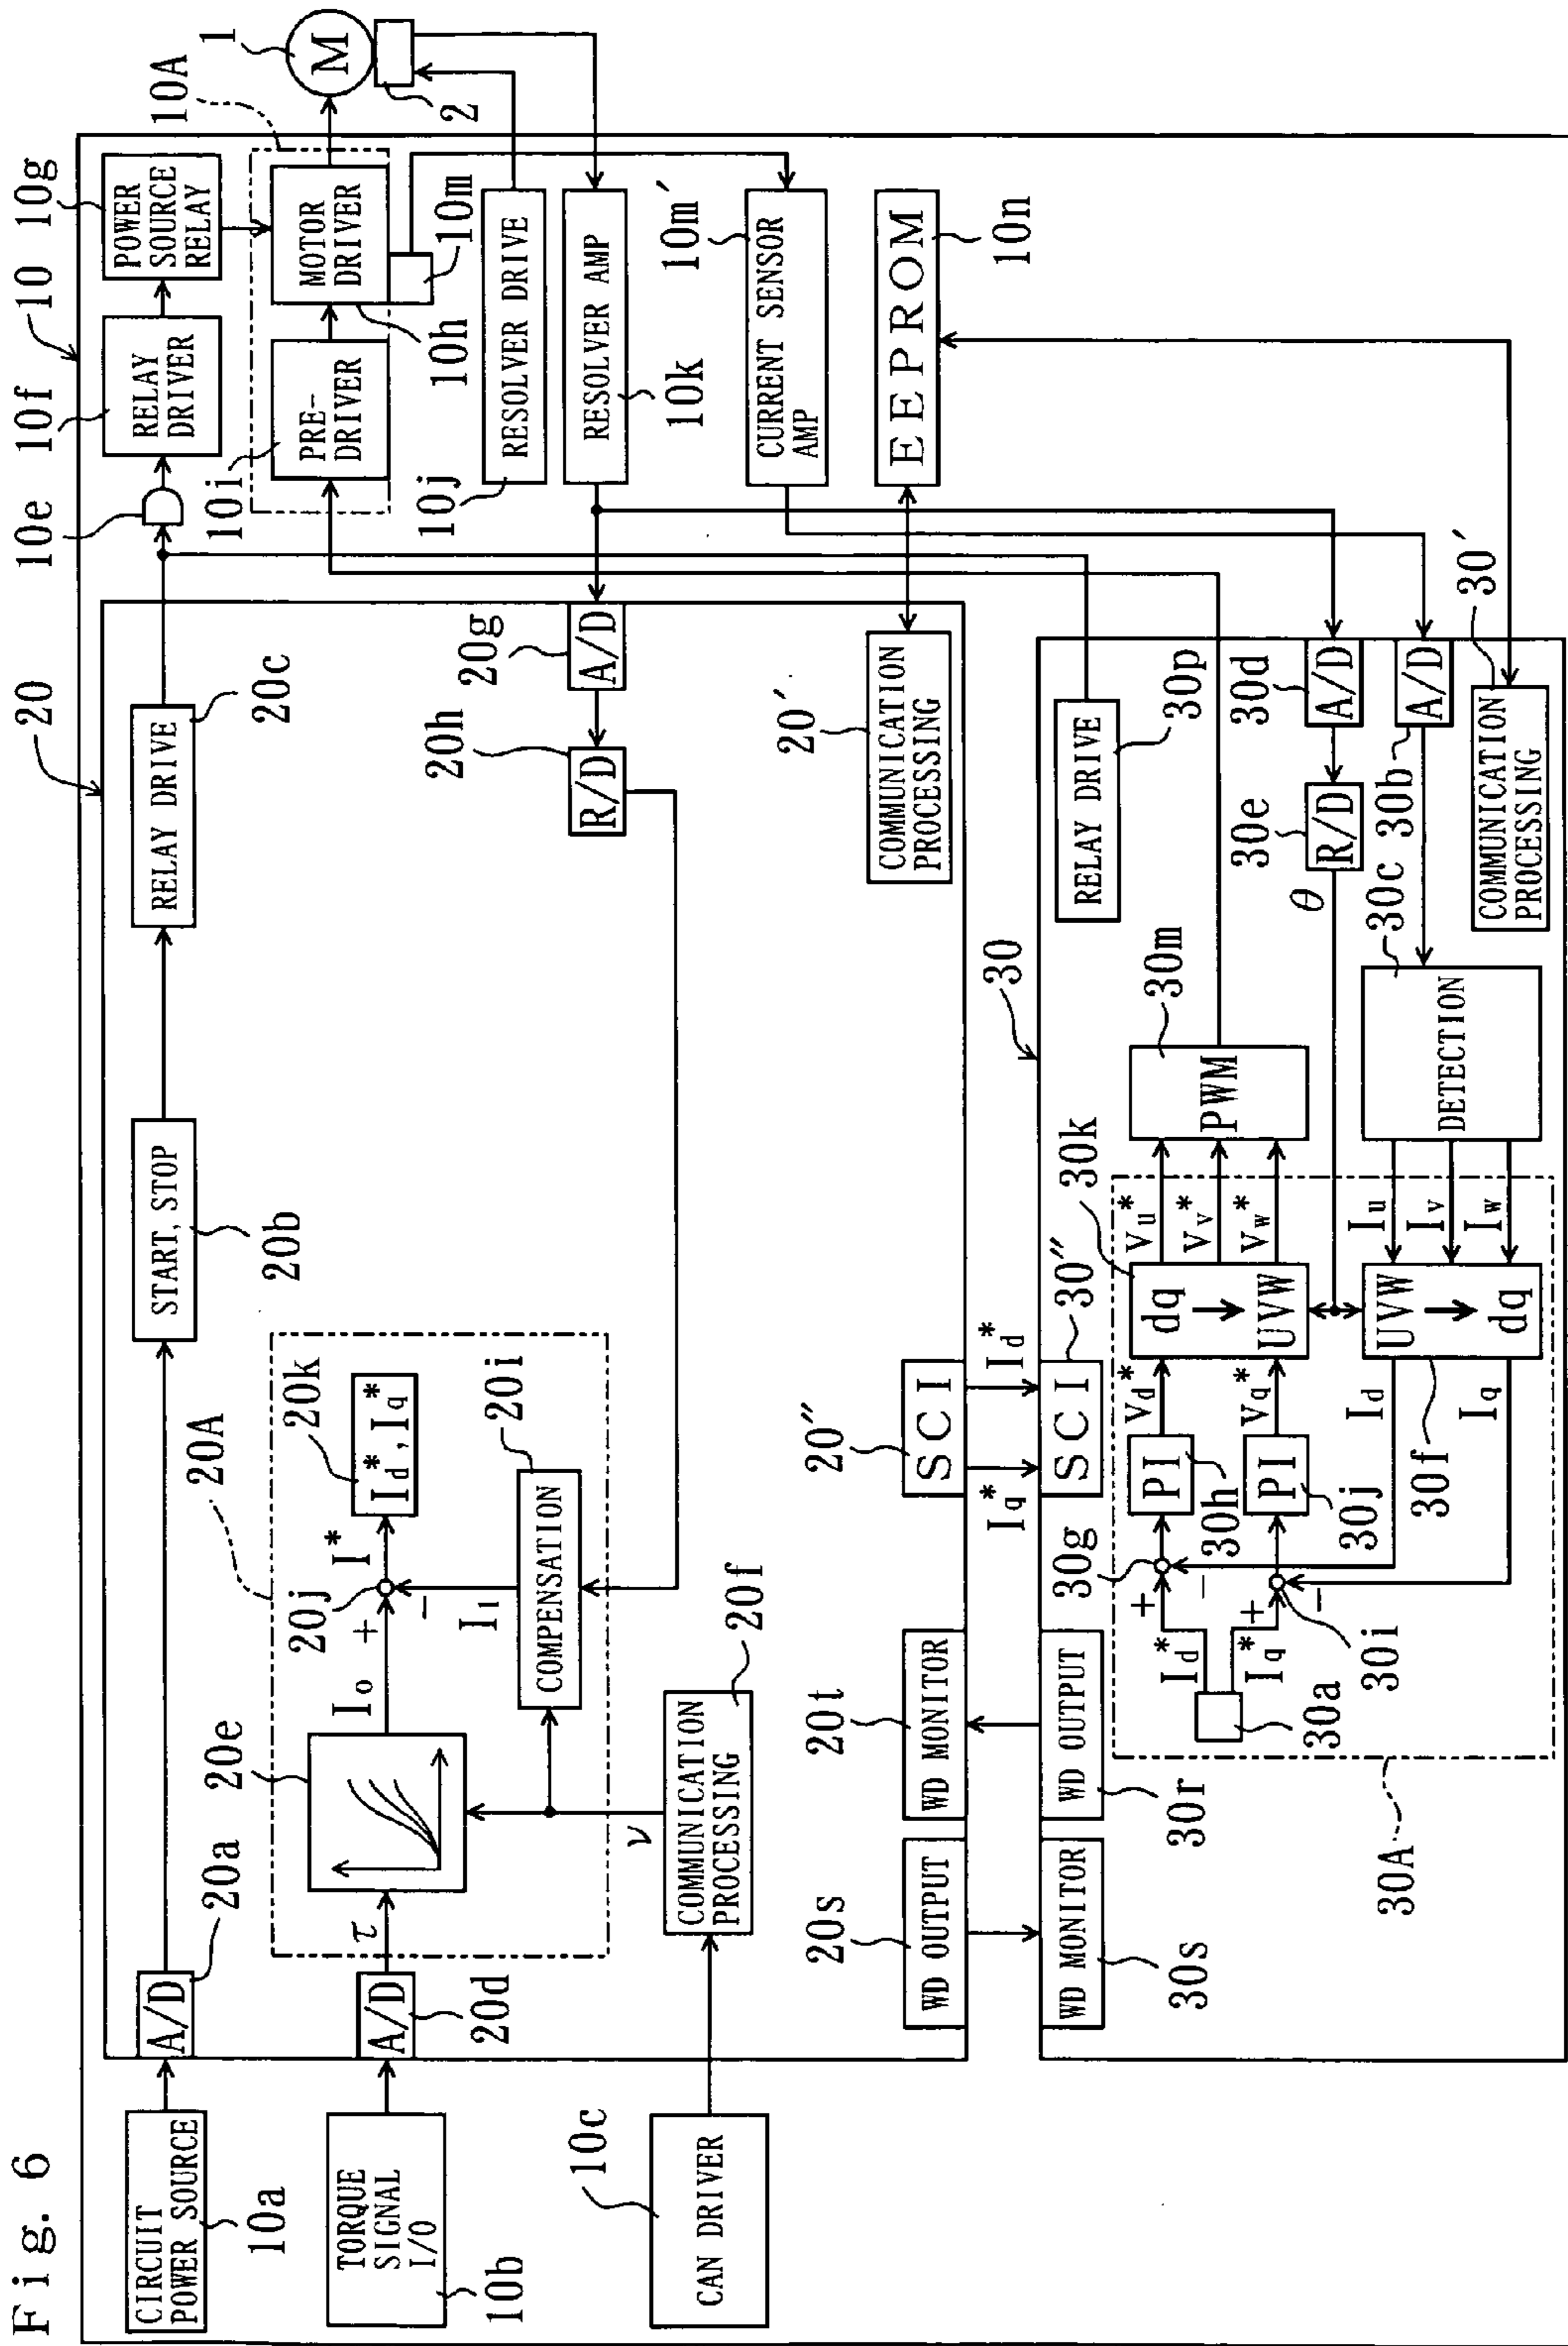 Fig. 6
10
20
CIRCUIT
POWER SOURCE
10a
A/D
20a
START, STOP
20b
RELAY DRIVE
20c
10e
10f
RELAY
DRIVER
10g
POWER
SOURCE
RELAY
10A
1
M
2
TORQUE
SIGNAL
I/O
10b
A/D
20d
τ
20e
I₀
+
−
20j
I*
Id*, Iq*
20k
20A
I₁
COMPENSATION
20i
ν
10c
CAN DRIVER
COMMUNICATION
PROCESSING
20f
10i
PRE-
DRIVER
MOTOR
DRIVER
10h
10m
10j
RESOLVER DRIVE
RESOLVER AMP
10k
20g
A/D
20h
R/D
10m′
CURRENT SENSOR
AMP
EEPROM
10n
COMMUNICATION
PROCESSING
20′
20s
WD OUTPUT
20t
WD MONITOR
20″
SCI
Iq*
Id*
30
WD MONITOR
30s
WD OUTPUT
30r
SCI
30″
RELAY DRIVE
30p
30A
30a
Id*
Iq*
+
−
+
−
30g
30i
PI
30h
PI
30j
Vd*
Vq*
dq
UVW
30k
Vu*
Vv*
Vw*
PWM
30m
Id
Iq
30f
UVW
dq
Iu
Iv
Iw
DETECTION
30c
θ
30e
R/D
30d
A/D
30b
A/D
COMMUNICATION
PROCESSING
30′